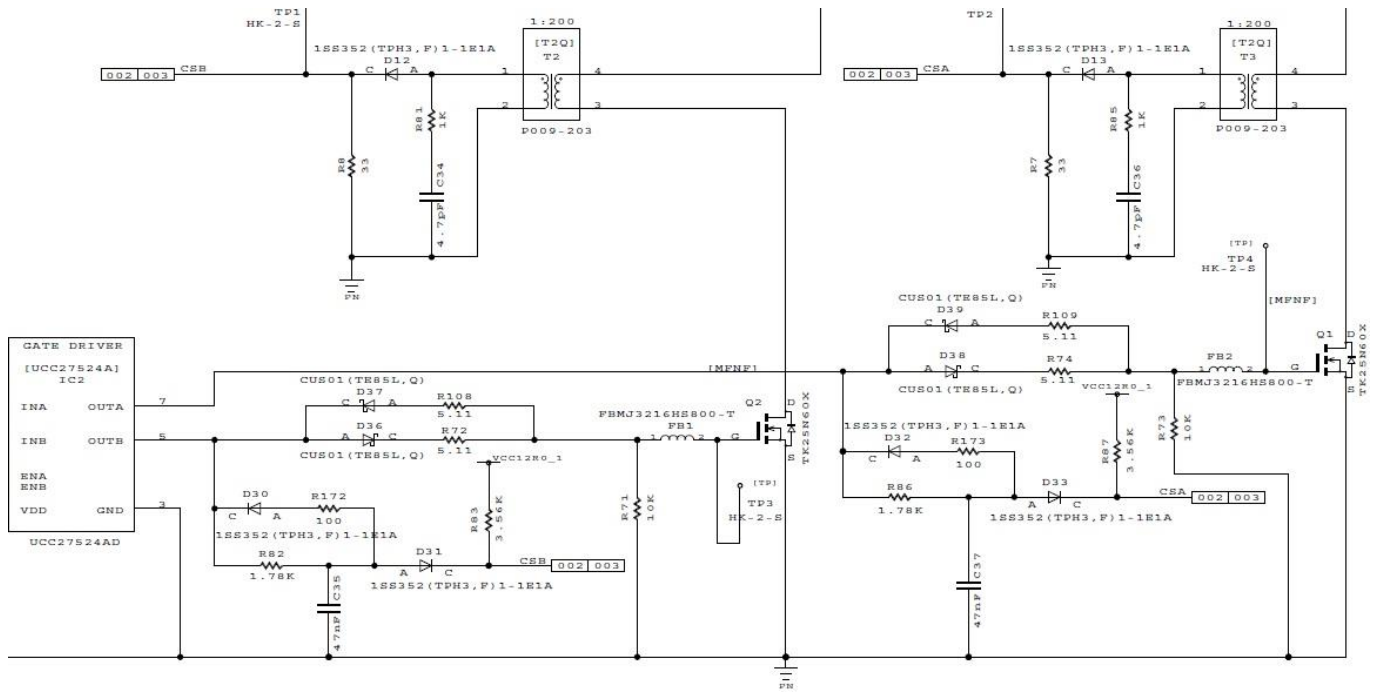 TP1
HK-2-S
1:200
[T2Q]
T2
1SS352(TPH3,F)1-1E1A
D12
002 003
CSB
C A
1
4
2
3
P009-203
R81
1K
R8
33
C34
4.7pF
PN
TP2
1:200
[T2Q]
T3
1SS352(TPH3,F)1-1E1A
D13
002 003
CSA
C A
1
4
2
3
P009-203
R85
1K
R7
33
C36
4.7pF
PN
[TP]
TP4
HK-2-S
[MFNF]
CUS01(TE85L,Q)
D39
C A
R109
5.11
D38
A C
R74
5.11
CUS01(TE85L,Q)
FB2
1 2
FBMJ3216HS800-T
G
Q1
D
S
TK25N60X
VCC12R0_1
R73
10K
R87
3.56K
1SS352(TPH3,F)1-1E1A
D32
C A
R173
100
R86
1.78K
D33
A C
CSA
002 003
1SS352(TPH3,F)1-1E1A
C37
47nF
GATE DRIVER
[UCC27524A]
IC2
INA OUTA
7
INB OUTB
5
ENA
ENB
VDD GND
3
UCC27524AD
[MFNF]
CUS01(TE85L,Q)
D37
C A
R108
5.11
D36
A C
R72
5.11
CUS01(TE85L,Q)
FBMJ3216HS800-T
FB1
1 2
G
Q2
D
S
TK25N60X
VCC12R0_1
[TP]
TP3
HK-2-S
R71
10K
R83
3.56K
D30
C A
R172
100
1SS352(TPH3,F)1-1E1A
R82
1.78K
D31
A C
CSB
002 003
1SS352(TPH3,F)1-1E1A
C35
47nF
PN